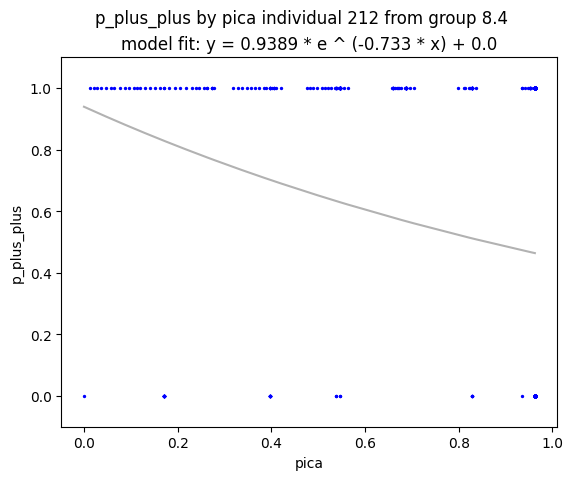 p_plus_plus by pica individual 212 from group 8.4
model fit: y = 0.9389 * e ^ (-0.733 * x) + 0.0
1.0
0.8
0.6
0.4
0.2
0.0
p_plus_plus
0.0 0.2 0.4 0.6 0.8 1.0
pica